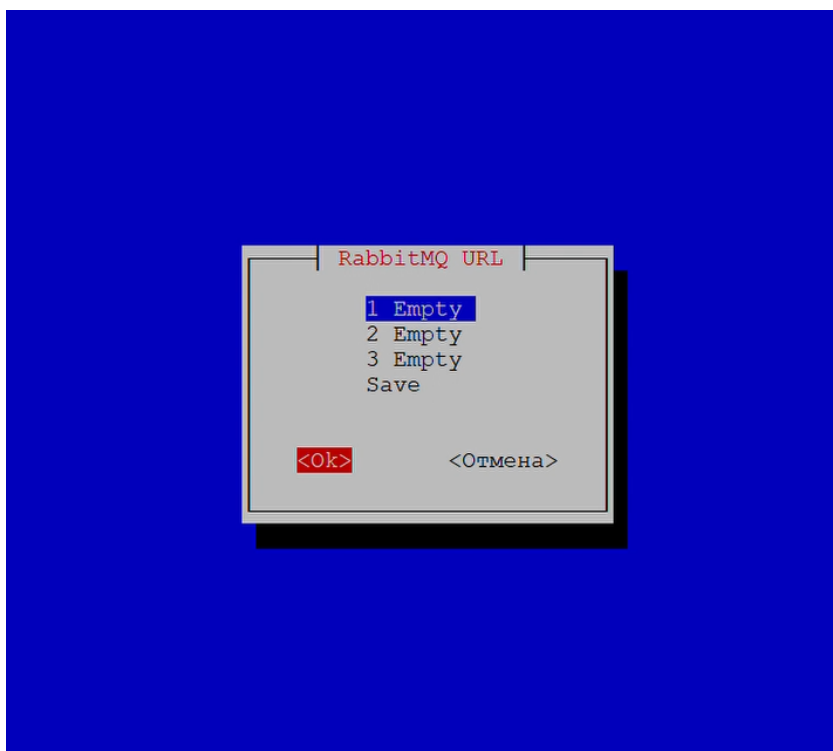 RabbitMQ URL
1 Empty
2 Empty
3 Empty
Save
<Ok> <Отмена>